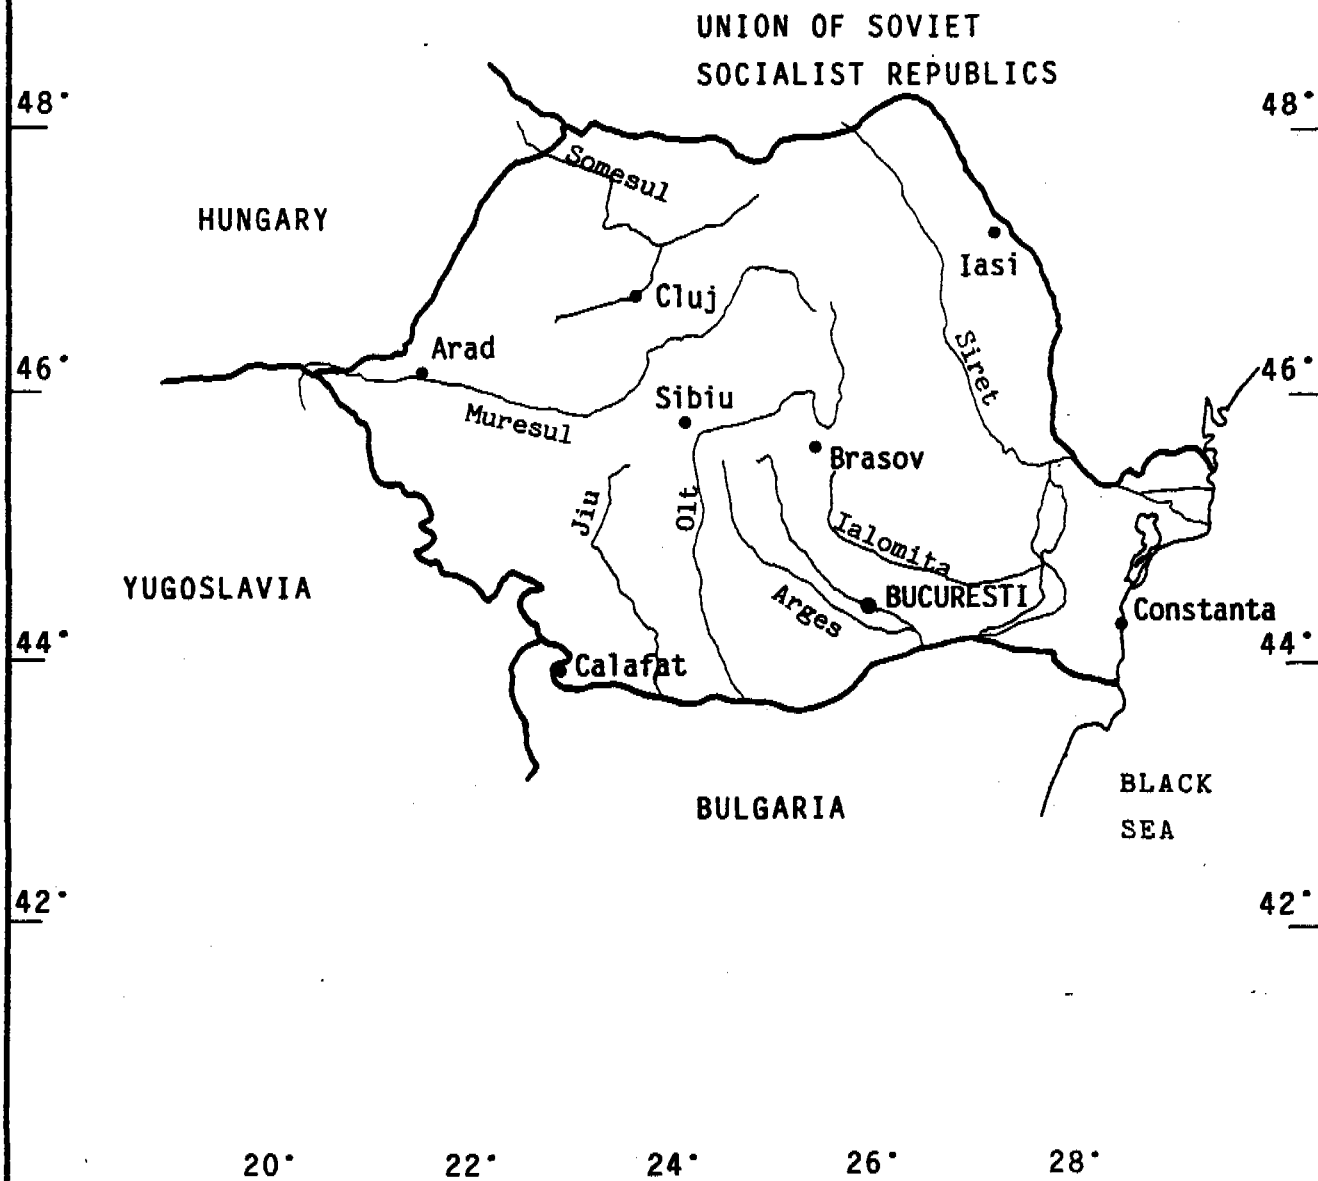 UNION OF SOVIET
SOCIALIST REPUBLICS
48°
48°
Somesul
HUNGARY
Iasi
Cluj
Arad
46°
46°
Siret
Sibiu
Muresul
Brasov
Jiu
Olt
Ialomita
YUGOSLAVIA
Arges
BUCURESTI
Constanta
44°
44°
Calafat
BLACK
SEA
BULGARIA
42°
42°
20°
22°
24°
26°
28°